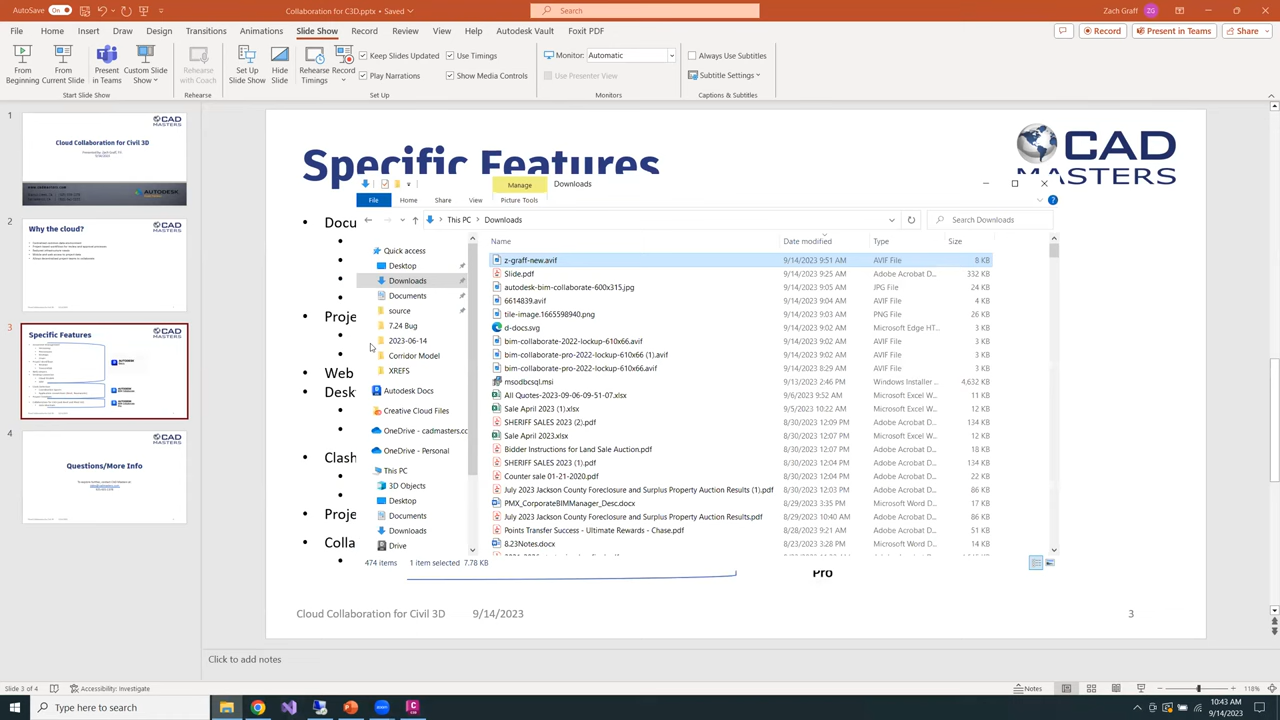 AutoSave On
Collaboration for C3D.pptx • Saved
Search
Zach Graff ZG
File Home Insert Draw Design Transitions Animations Slide Show Record Review View Help Autodesk Vault Foxit PDF
Record Present in Teams Share
From Beginning
From Current Slide
Present in Teams
Custom Slide Show
Rehearse with Coach
Set Up Slide Show
Hide Slide
Rehearse Timings
Record
Keep Slides Updated
Use Timings
Play Narrations
Show Media Controls
Monitor: Automatic
Use Presenter View
Always Use Subtitles
Subtitle Settings
Start Slide Show
Rehearse
Set Up
Monitors
Captions & Subtitles
1
CAD MASTERS
Cloud Collaboration for Civil 3D
AUTODESK
2
CAD MASTERS
Why the cloud?
3
Specific Features
CAD MASTERS
4
CAD MASTERS
Questions/More Info
Specific Features
CAD
MASTERS
• Docu
• Proje
• Web
• Desk
• Clash
• Proje
• Colla
Pro
Manage
Downloads
File Home Share View Picture Tools
This PC > Downloads
Search Downloads
Quick access
Desktop
Downloads
Documents
source
7.24 Bug
2023-06-14
Corridor Model
XREFS
Autodesk Docs
Creative Cloud Files
OneDrive - cadmasters.cc
OneDrive - Personal
This PC
3D Objects
Desktop
Documents
Downloads
Drive
Name Date modified Type Size
z-graff-new.avif 9/14/2023 9:51 AM AVIF File 8 KB
Slide.pdf 9/14/2023 9:25 AM Adobe Acrobat D... 332 KB
autodesk-bim-collaborate-600x315.jpg 9/14/2023 9:05 AM JPG File 24 KB
6614839.avif 9/14/2023 9:04 AM AVIF File 4 KB
tile-image.1665598940.png 9/14/2023 9:03 AM PNG File 26 KB
d-docs.svg 9/14/2023 9:02 AM Microsoft Edge HT... 3 KB
bim-collaborate-2022-lockup-610x66.avif 9/14/2023 9:02 AM AVIF File 3 KB
bim-collaborate-pro-2022-lockup-610x66 (1).avif 9/14/2023 9:02 AM AVIF File 3 KB
bim-collaborate-pro-2022-lockup-610x66.avif 9/14/2023 9:02 AM AVIF File 3 KB
msodbcsql.msi 9/13/2023 2:46 PM Windows Installer ... 4,632 KB
All Quotes-2023-09-06-09-51-07.xlsx 9/6/2023 9:52 AM Microsoft Excel W... 11 KB
Sale April 2023 (1).xlsx 9/5/2023 10:22 AM Microsoft Excel W... 13 KB
SHERIFF SALES 2023 (2).pdf 8/30/2023 12:09 PM Adobe Acrobat D... 134 KB
Sale April 2023.xlsx 8/30/2023 12:07 PM Microsoft Excel W... 13 KB
Bidder Instructions for Land Sale Auction.pdf 8/30/2023 12:07 PM Adobe Acrobat D... 18 KB
SHERIFF SALES 2023 (1).pdf 8/30/2023 12:04 PM Adobe Acrobat D... 134 KB
Counter sale 01-21-2020.pdf 8/30/2023 12:04 PM Adobe Acrobat D... 22 KB
July 2023 Jackson County Foreclosure and Surplus Property Auction Results (1).pdf 8/30/2023 12:03 PM Adobe Acrobat D... 36 KB
PMX_CorporateBIMManager_Desc.docx 8/29/2023 3:35 PM Microsoft Word D... 17 KB
July 2023 Jackson County Foreclosure and Surplus Property Auction Results.pdf 8/29/2023 10:40 AM Adobe Acrobat D... 36 KB
Points Transfer Success - Ultimate Rewards - Chase.pdf 8/28/2023 9:21 AM Adobe Acrobat D... 134 KB
8.23Notes.docx 8/23/2023 3:28 PM Microsoft Word D... 14 KB
474 items 1 item selected 7.78 KB
Cloud Collaboration for Civil 3D 9/14/2023 3
Click to add notes
Slide 3 of 4 Accessibility: Investigate Notes 118%
Type here to search
10:43 AM
9/14/2023